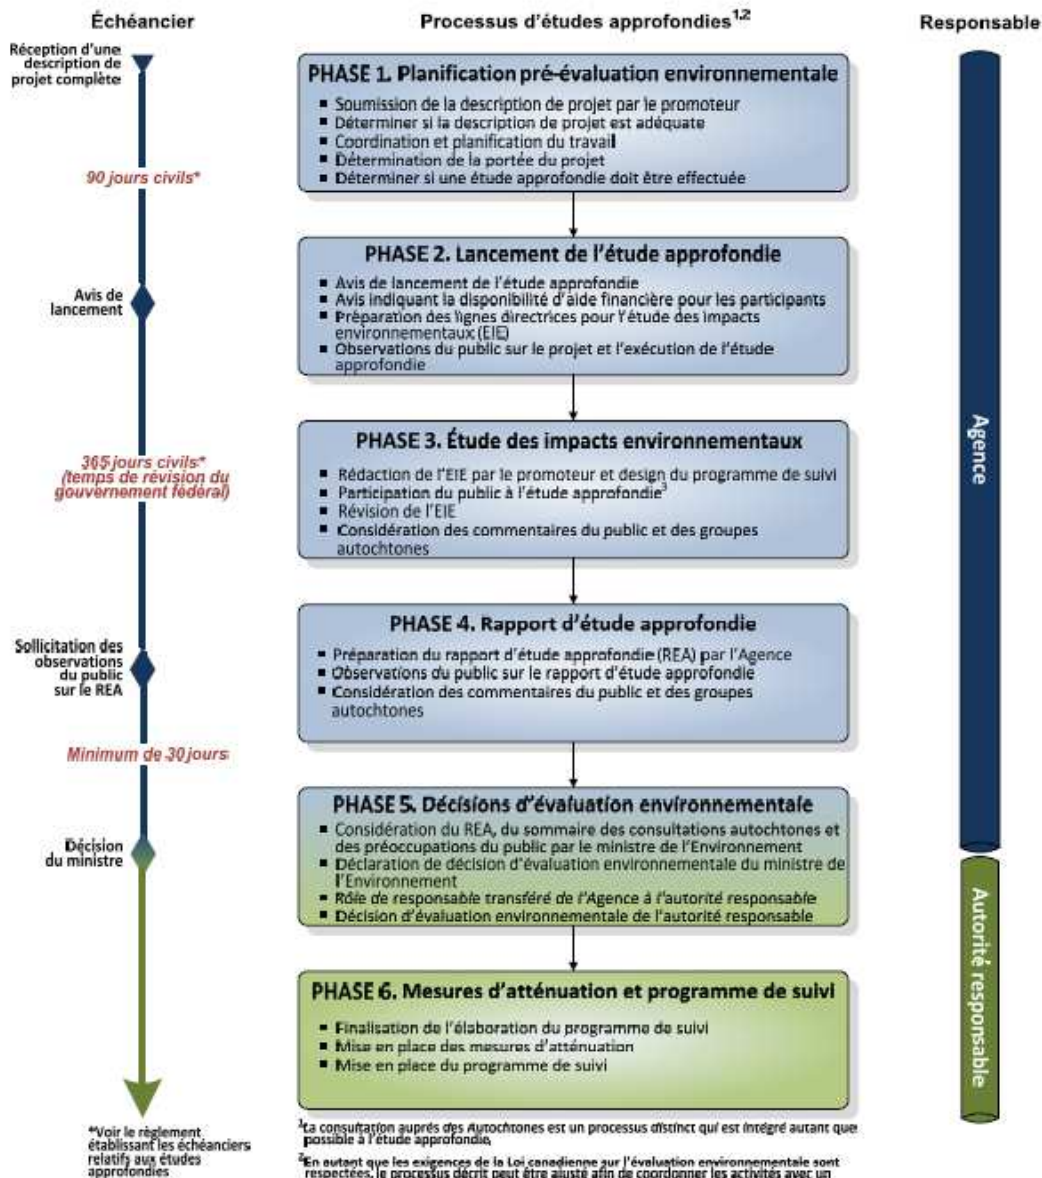 Échéancier
Processus d'études approfondies1,2
Responsable
Réception d'une
description de
projet complète
90 jours civils*
Avis de
lancement
365 jours civils*
(temps de révision du
gouvernement fédéral)
Sollicitation des
observations
du public
sur le REA
Minimum de 30 jours
Décision
du ministre
*Voir le règlement
établissant les échéanciers
relatifs aux études
approfondies
PHASE 1. Planification pré-évaluation environnementale
▪ Soumission de la description de projet par le promoteur
▪ Déterminer si la description de projet est adéquate
▪ Coordination et planification du travail
▪ Détermination de la portée du projet
▪ Déterminer si une étude approfondie doit être effectuée
PHASE 2. Lancement de l'étude approfondie
▪ Avis de lancement de l'étude approfondie
▪ Avis indiquant la disponibilité d'aide financière pour les participants
▪ Préparation des lignes directrices pour l'étude des impacts
environnementaux (EIE)
▪ Observations du public sur le projet et l'exécution de l'étude
approfondie
PHASE 3. Étude des impacts environnementaux
▪ Rédaction de l'EIE par le promoteur et design du programme de suivi
▪ Participation du public à l'étude approfondie3
▪ Révision de l'EIE
▪ Considération des commentaires du public et des groupes
autochtones
PHASE 4. Rapport d'étude approfondie
▪ Préparation du rapport d'étude approfondie (REA) par l'Agence
▪ Observations du public sur le rapport d'étude approfondie
▪ Considération des commentaires du public et des groupes
autochtones
PHASE 5. Décisions d'évaluation environnementale
▪ Considération du REA, du sommaire des consultations autochtones et
des préoccupations du public par le ministre de l'Environnement
▪ Déclaration de décision d'évaluation environnementale du ministre de
l'Environnement
▪ Rôle de responsable transféré de l'Agence à l'autorité responsable
▪ Décision d'évaluation environnementale de l'autorité responsable
PHASE 6. Mesures d'atténuation et programme de suivi
▪ Finalisation de l'élaboration du programme de suivi
▪ Mise en place des mesures d'atténuation
▪ Mise en place du programme de suivi
1La consultation auprès des Autochtones est un processus distinct qui est intégré autant que
possible à l'étude approfondie.
2En autant que les exigences de la Loi canadienne sur l'évaluation environnementale sont
respectées, le processus décrit peut être ajusté afin de coordonner les activités avec un
Agence
Autorité responsable